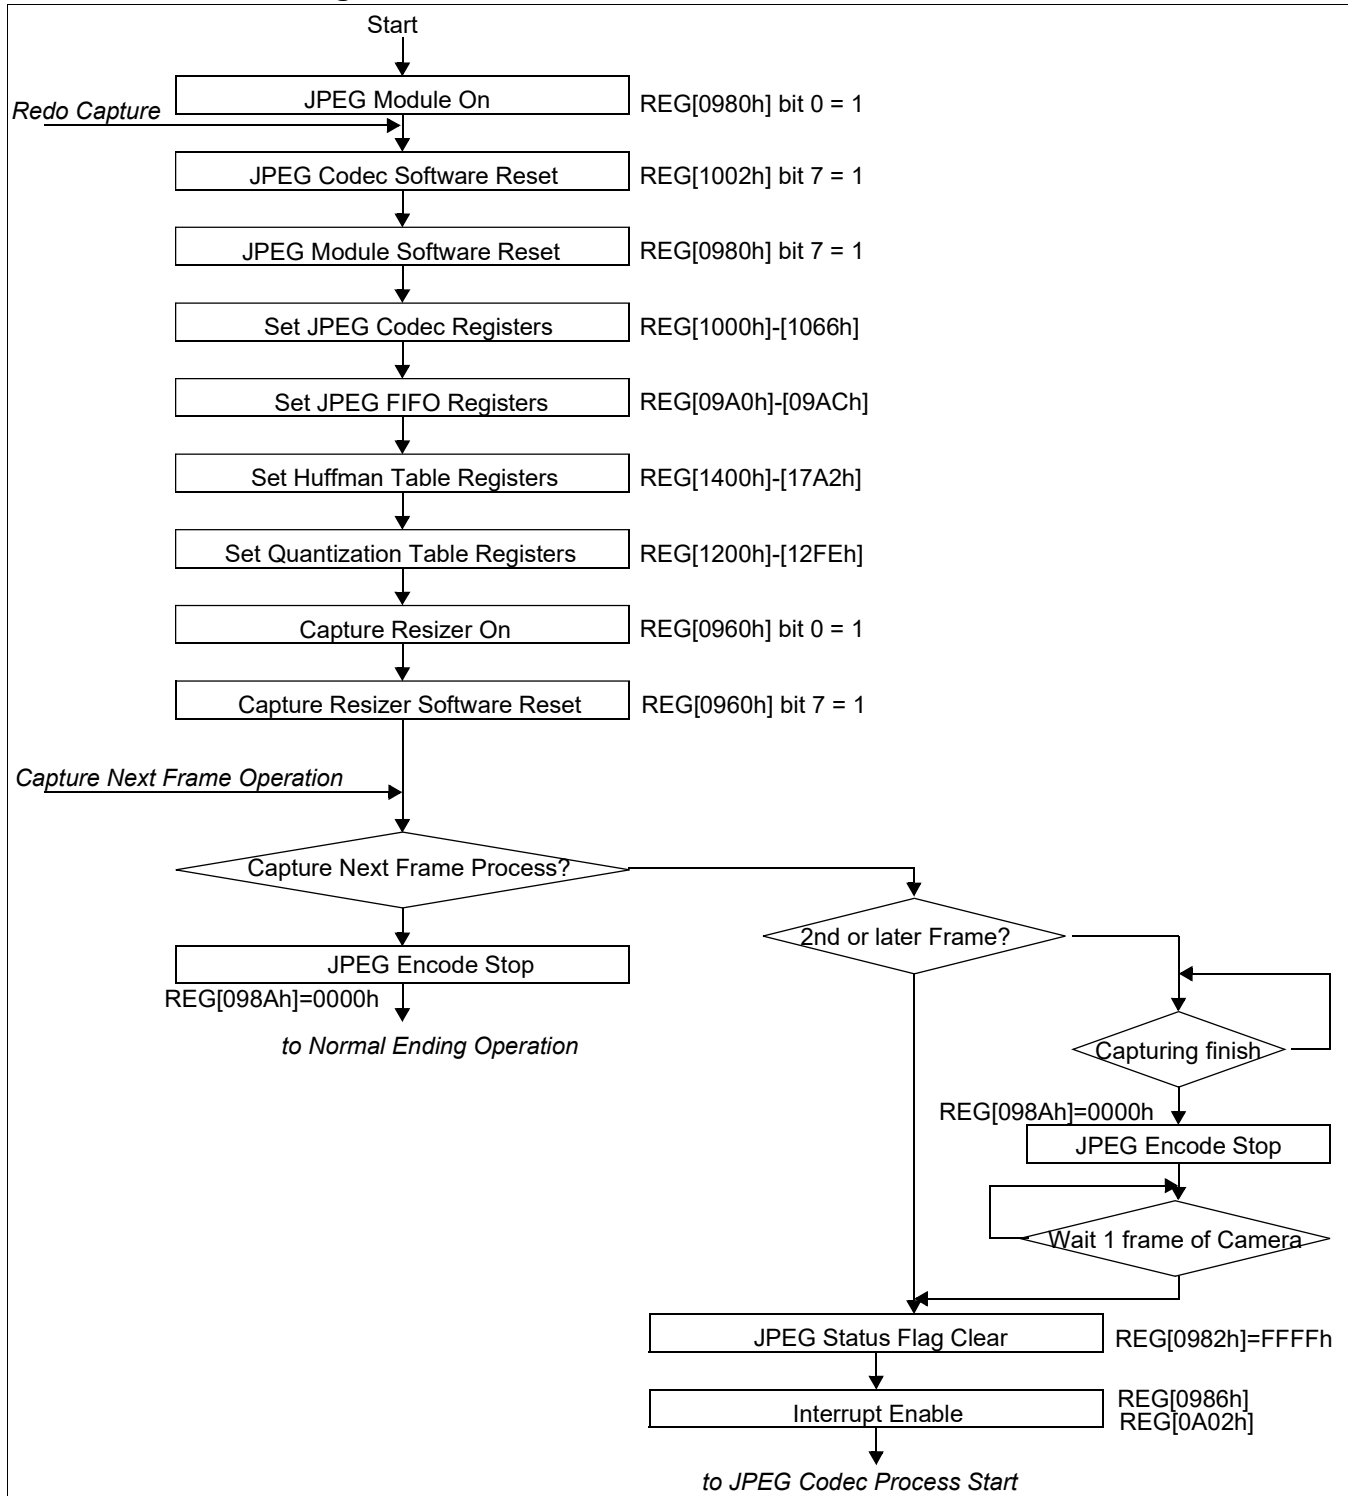 Start
JPEG Module On
REG[0980h] bit 0 = 1
Redo Capture
JPEG Codec Software Reset
REG[1002h] bit 7 = 1
JPEG Module Software Reset
REG[0980h] bit 7 = 1
Set JPEG Codec Registers
REG[1000h]-[1066h]
Set JPEG FIFO Registers
REG[09A0h]-[09ACh]
Set Huffman Table Registers
REG[1400h]-[17A2h]
Set Quantization Table Registers
REG[1200h]-[12FEh]
Capture Resizer On
REG[0960h] bit 0 = 1
Capture Resizer Software Reset
REG[0960h] bit 7 = 1
Capture Next Frame Operation
Capture Next Frame Process?
2nd or later Frame?
JPEG Encode Stop
REG[098Ah]=0000h
to Normal Ending Operation
Capturing finish
REG[098Ah]=0000h
JPEG Encode Stop
Wait 1 frame of Camera
JPEG Status Flag Clear
REG[0982h]=FFFFh
Interrupt Enable
REG[0986h]
REG[0A02h]
to JPEG Codec Process Start